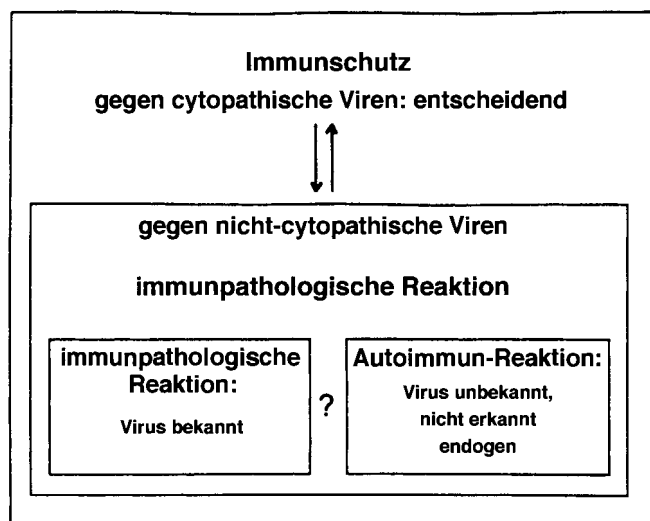 Immunschutz
gegen cytopathische Viren: entscheidend
gegen nicht-cytopathische Viren
immunpathologische Reaktion
immunpathologische
Reaktion:
Virus bekannt
?
Autoimmun-Reaktion:
Virus unbekannt,
nicht erkannt
endogen